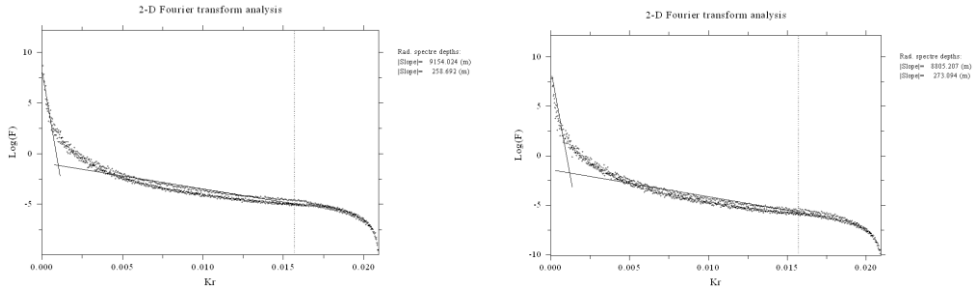 2-D Fourier transform analysis
Rad. spectre depths:
|Slope|= 9154.024 (m)
|Slope|= 258.692 (m)
10
5
0
-5
Log(F)
0.000
0.005
0.010
0.015
0.020
Kr
2-D Fourier transform analysis
Rad. spectre depths:
|Slope|= 8805.207 (m)
|Slope|= 273.094 (m)
10
5
0
-5
-10
Log(F)
0.000
0.005
0.010
0.015
0.020
Kr